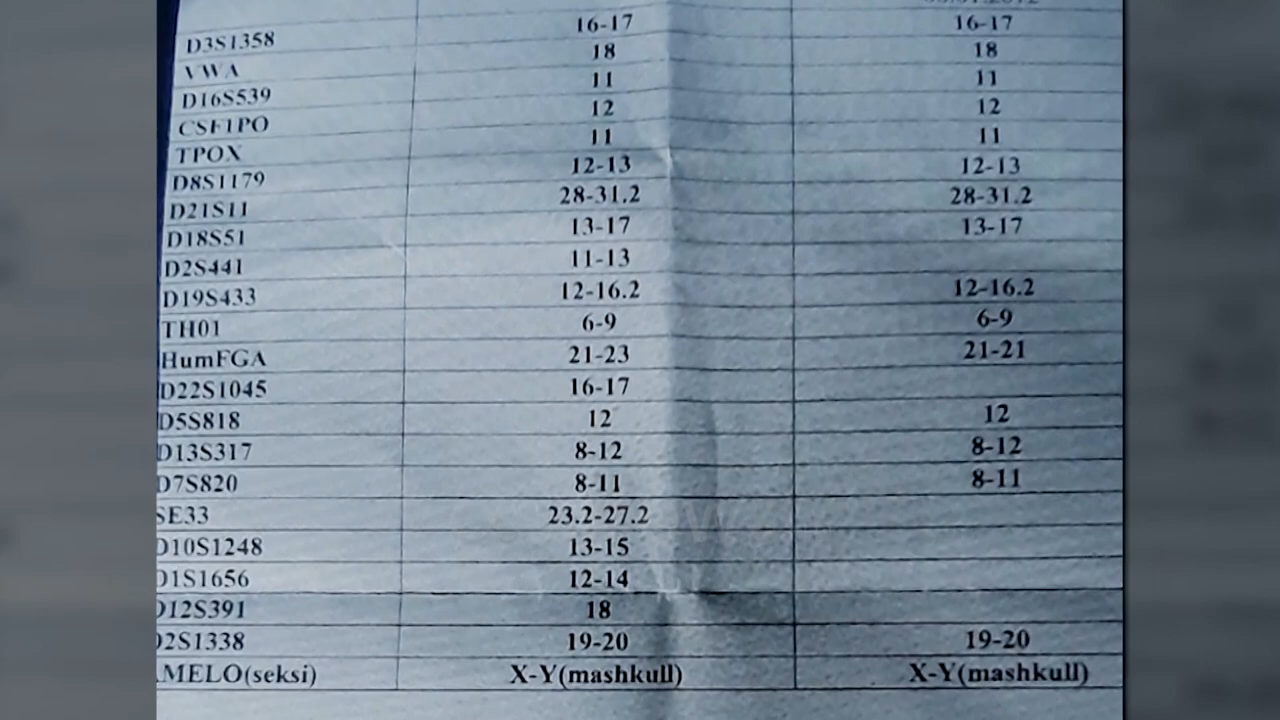 D3S1358 16-17 16-17
VWA 18 18
D16S539 11 11
CSF1PO 12 12
TPOX 11 11
D8S1179 12-13 12-13
D21S11 28-31.2 28-31.2
D18S51 13-17 13-17
D2S441 11-13
D19S433 12-16.2 12-16.2
TH01 6-9 6-9
HumFGA 21-23 21-21
D22S1045 16-17
D5S818 12 12
D13S317 8-12 8-12
D7S820 8-11 8-11
SE33 23.2-27.2
D10S1248 13-15
D1S1656 12-14
D12S391 18
D2S1338 19-20 19-20
MELO(seksi) X-Y(mashkull) X-Y(mashkull)